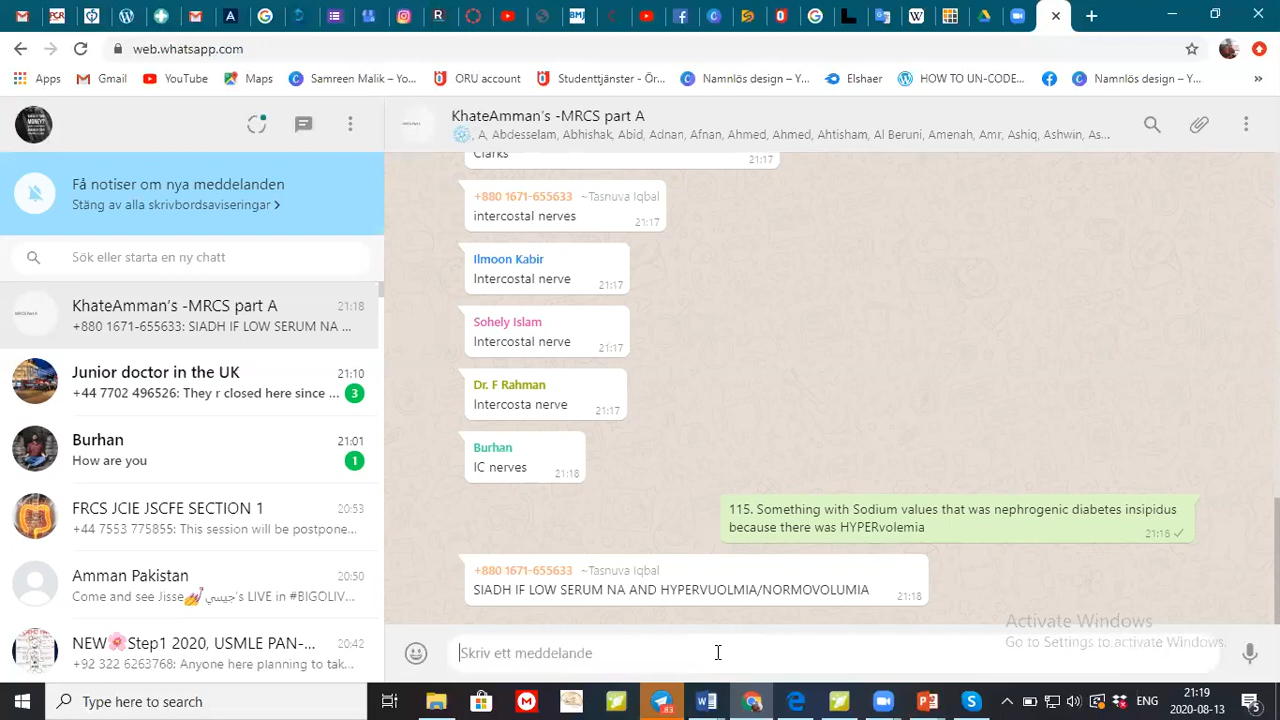 web.whatsapp.com
Apps
Gmail
YouTube
Maps
Samreen Malik – Yo...
ORU account
Studenttjänster - Ör...
Namnlös design – Y...
Elshaer
HOW TO UN-CODE...
Namnlös design – Y...
»
KhateAmman's -MRCS part A
, A, Abdesselam, Abhishak, Abid, Adnan, Afnan, Ahmed, Ahmed, Ahtisham, Al Beruni, Amenah, Amr, Ashiq, Ashwin, As...
Få notiser om nya meddelanden
Stäng av alla skrivbordsaviseringar >
Sök eller starta en ny chatt
KhateAmman's -MRCS part A 21:18
+880 1671-655633: SIADH IF LOW SERUM NA ...
Junior doctor in the UK 21:10
+44 7702 496526: They r closed here since ... 3
Burhan 21:01
How are you 1
FRCS JCIE JSCFE SECTION 1 20:53
+44 7553 775855: This session will be postpone...
Amman Pakistan 20:50
Come and see Jisse💅جيسي's LIVE in #BIGOLIV...
NEW🌸Step1 2020, USMLE PAN-... 20:42
+92 322 6263768: Anyone here planning to tak...
Clarks
21:17
+880 1671-655633 ~Tasnuva Iqbal
intercostal nerves
21:17
Ilmoon Kabir
Intercostal nerve
21:17
Sohely Islam
Intercostal nerve
21:17
Dr. F Rahman
Intercosta nerve
21:17
Burhan
IC nerves
21:18
115. Something with Sodium values that was nephrogenic diabetes insipidus
because there was HYPERvolemia
21:18
+880 1671-655633 ~Tasnuva Iqbal
SIADH IF LOW SERUM NA AND HYPERVUOLMIA/NORMOVOLUMIA
21:18
Activate Windows
Go to Settings to activate Windows.
Skriv ett meddelande
Type here to search
ENG
21:19
2020-08-13
5